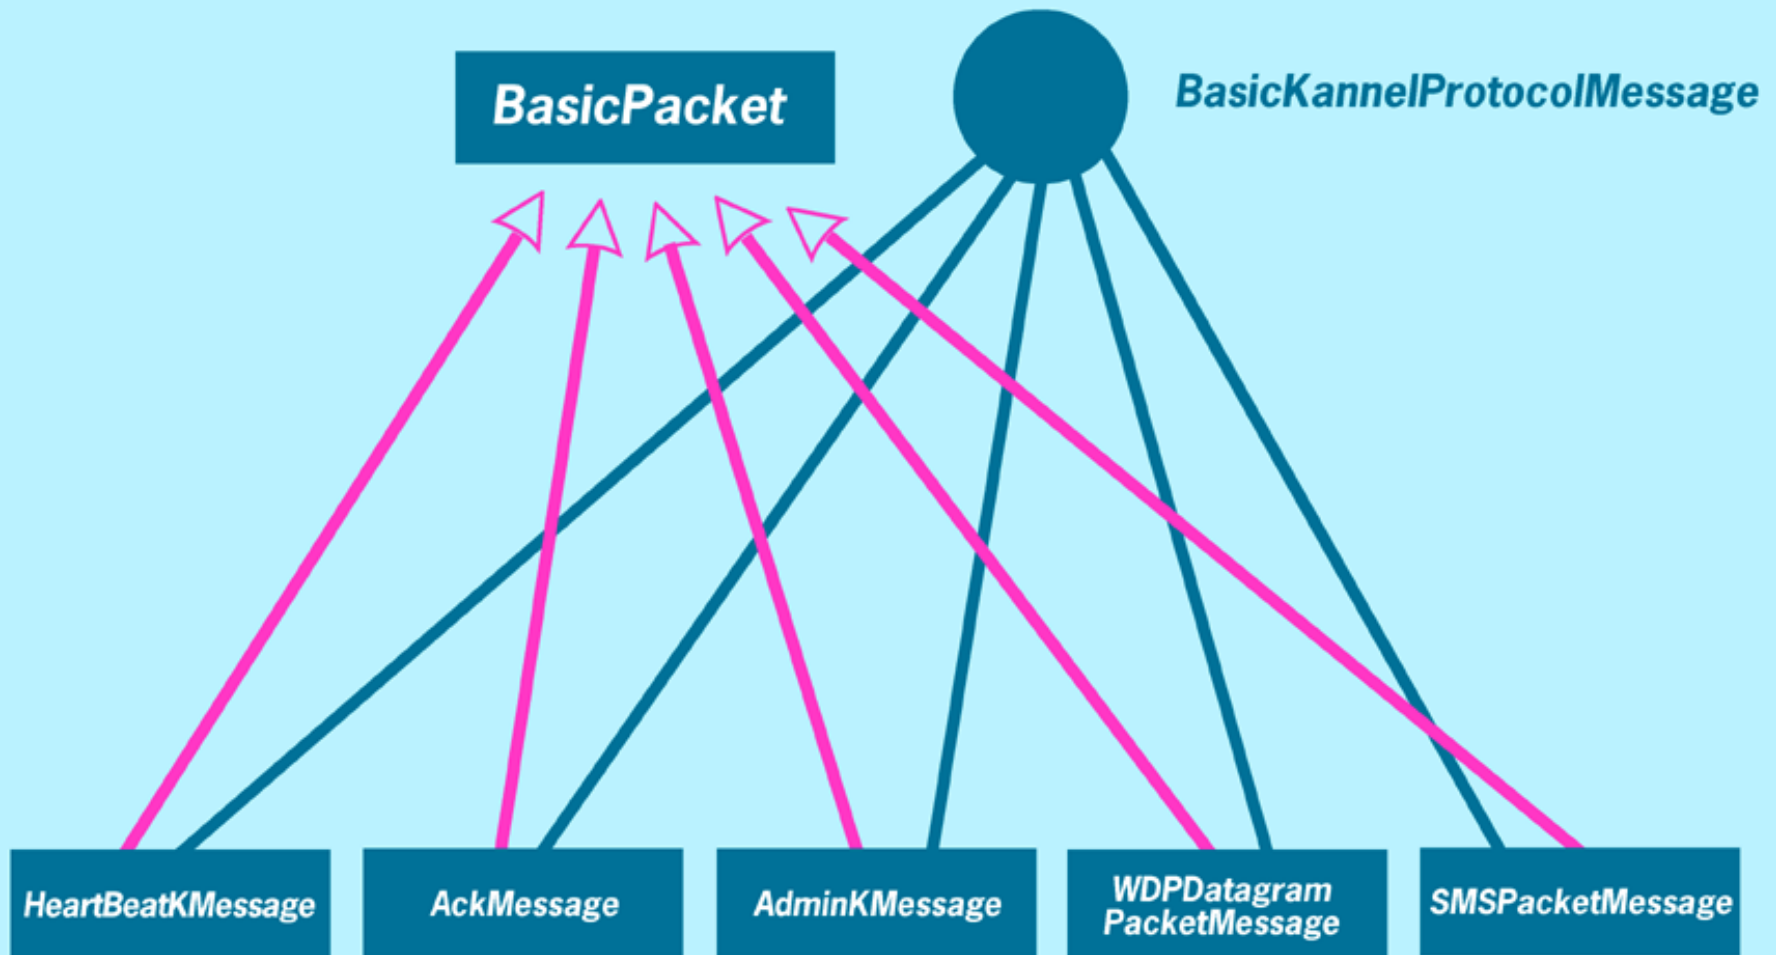 BasicPacket
BasicKannelProtocolMessage
HeartBeatKMessage
AckMessage
AdminKMessage
WDPDatagram
PacketMessage
SMSPacketMessage